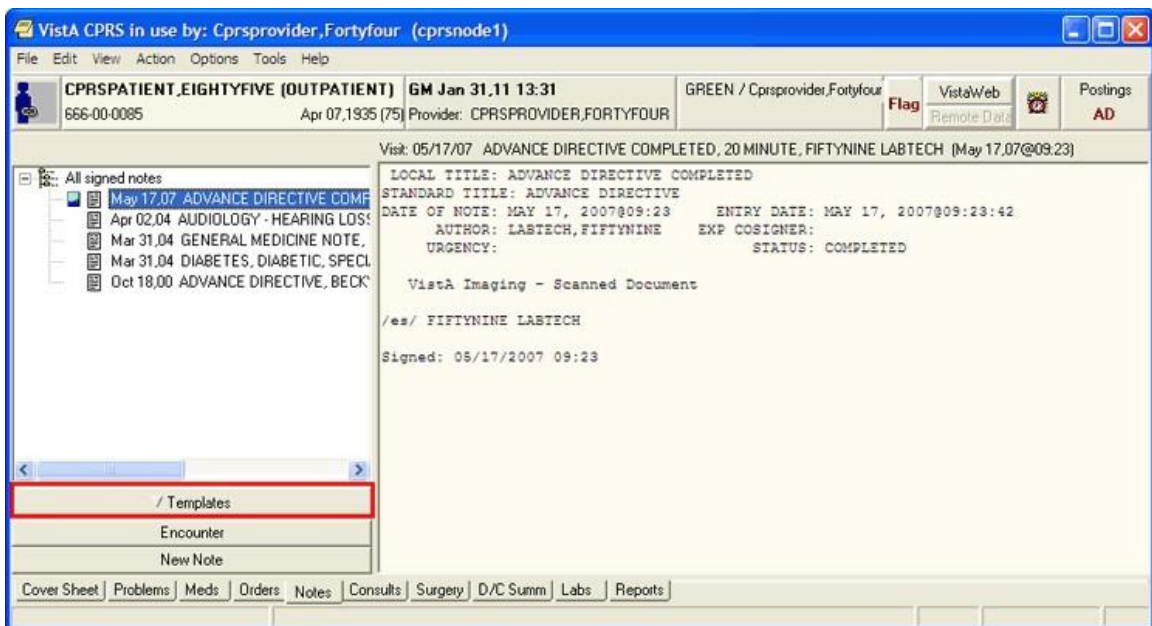 VistA CPRS in use by: Cprsprovider,Fortyfour (cprsnode1)
File Edit View Action Options Tools Help
CPRSPATIENT,EIGHTYFIVE (OUTPATIENT)
666-00-0085 Apr 07,1935 (75)
GM Jan 31,11 13:31
Provider: CPRSPROVIDER,FORTYFOUR
GREEN / Cprsprovider,Fortyfour
Flag
VistaWeb
Remote Data
Postings
AD
Visit: 05/17/07 ADVANCE DIRECTIVE COMPLETED, 20 MINUTE, FIFTYNINE LABTECH (May 17,07@09:23)
All signed notes
May 17,07 ADVANCE DIRECTIVE COMP
Apr 02,04 AUDIOLOGY - HEARING LOSS
Mar 31,04 GENERAL MEDICINE NOTE,
Mar 31,04 DIABETES, DIABETIC, SPECI
Oct 18,00 ADVANCE DIRECTIVE, BECKY
/ Templates
Encounter
New Note
LOCAL TITLE: ADVANCE DIRECTIVE COMPLETED
STANDARD TITLE: ADVANCE DIRECTIVE
DATE OF NOTE: MAY 17, 2007@09:23 ENTRY DATE: MAY 17, 2007@09:23:42
AUTHOR: LABTECH,FIFTYNINE EXP COSIGNER:
URGENCY: STATUS: COMPLETED
VistA Imaging - Scanned Document
/es/ FIFTYNINE LABTECH
Signed: 05/17/2007 09:23
Cover Sheet Problems Meds Orders Notes Consults Surgery D/C Summ Labs Reports